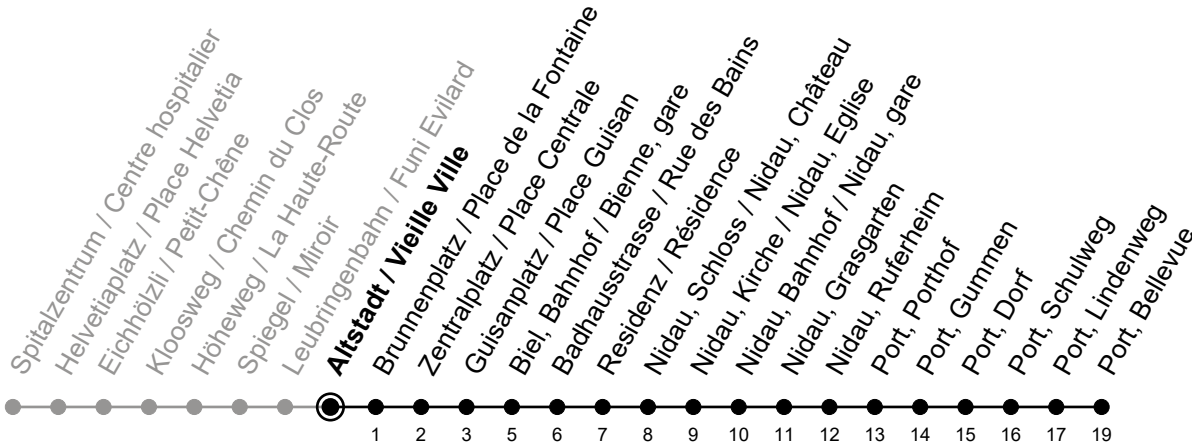 Spitalzentrum / Centre hospitalier
Helvetiaplatz / Place Helvetia
Eichhölzli / Petit-Chêne
Kloosweg / Chemin du Clos
Höheweg / La Haute-Route
Spiegel / Miroir
Leubringenbahn / Funi Evilard
Altstadt / Vieille Ville
Brunnenplatz / Place de la Fontaine
Zentralplatz / Place Centrale
Guisanplatz / Place Guisan
Biel, Bahnhof / Bienne, gare
Badhausstrasse / Rue des Bains
Residenz / Résidence
Nidau, Schloss / Nidau, Château
Nidau, Kirche / Nidau, Eglise
Nidau, Bahnhof / Nidau, gare
Nidau, Grasgarten
Nidau, Ruferheim
Port, Porthof
Port, Gummen
Port, Dorf
Port, Schulweg
Port, Lindenweg
Port, Bellevue
1 2 3 5 6 7 8 9 10 11 12 13 14 15 16 17 19